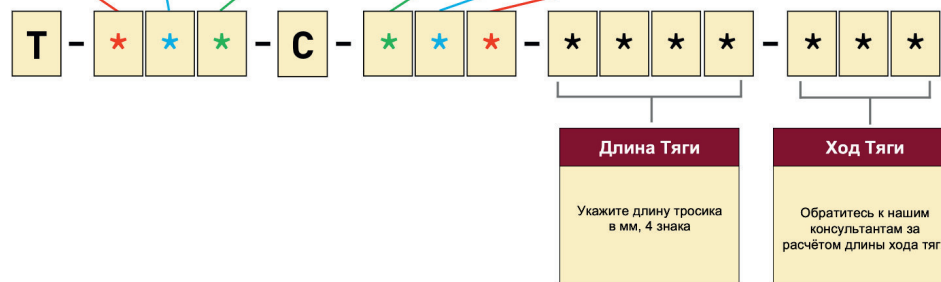 T - * * * - C - * * * - * * * * - * * *
Длина Тяги
Ход Тяги
Укажите длину тросика
в мм, 4 знака
Обратитесь к нашим
консультантам за
расчётом длины хода тяг